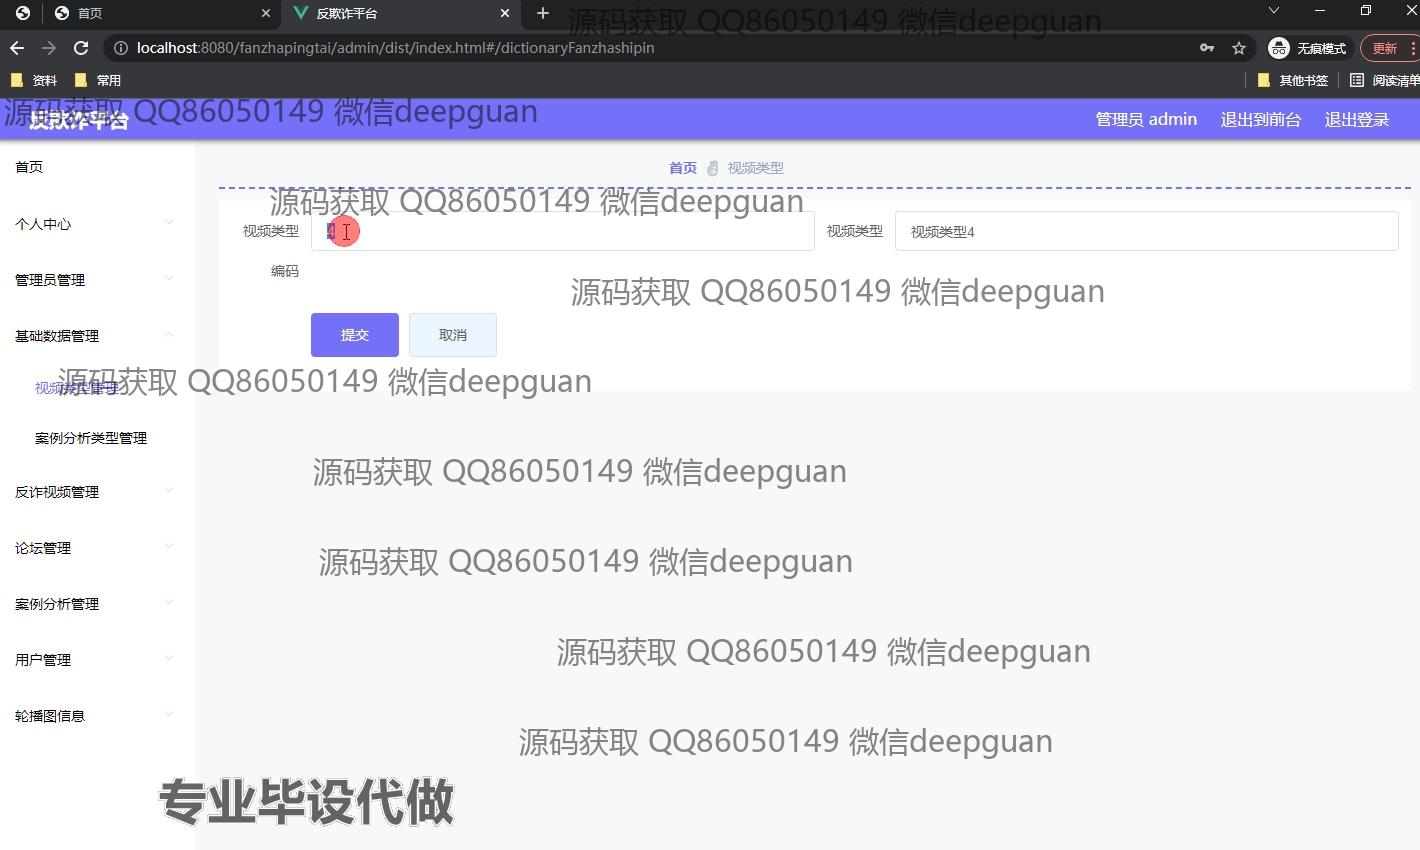 首页
反欺诈平台
源码获取 QQ86050149 微信deepguan
localhost:8080/fanzhapingtai/admin/dist/index.html#/dictionaryFanzhashipin
无痕模式
更新
资料
常用
其他书签
阅读清单
源码获取 QQ86050149 微信deepguan
反欺诈平台
管理员 admin
退出到前台
退出登录
首页
个人中心
管理员管理
基础数据管理
视频类型管理
案例分析类型管理
反诈视频管理
论坛管理
案例分析管理
用户管理
轮播图信息
首页 视频类型
源码获取 QQ86050149 微信deepguan
视频类型
编码
4
视频类型
视频类型4
源码获取 QQ86050149 微信deepguan
提交
取消
源码获取 QQ86050149 微信deepguan
源码获取 QQ86050149 微信deepguan
源码获取 QQ86050149 微信deepguan
源码获取 QQ86050149 微信deepguan
源码获取 QQ86050149 微信deepguan
专业毕设代做